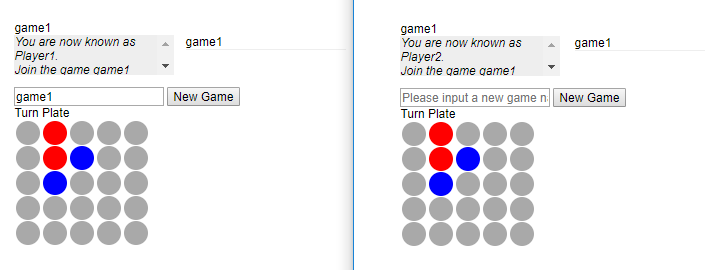 game1
You are now known as
Player1.
Join the game game1
game1
game1
New Game
Turn Plate
game1
You are now known as
Player2.
Join the game game1
game1
Please input a new game n
New Game
Turn Plate